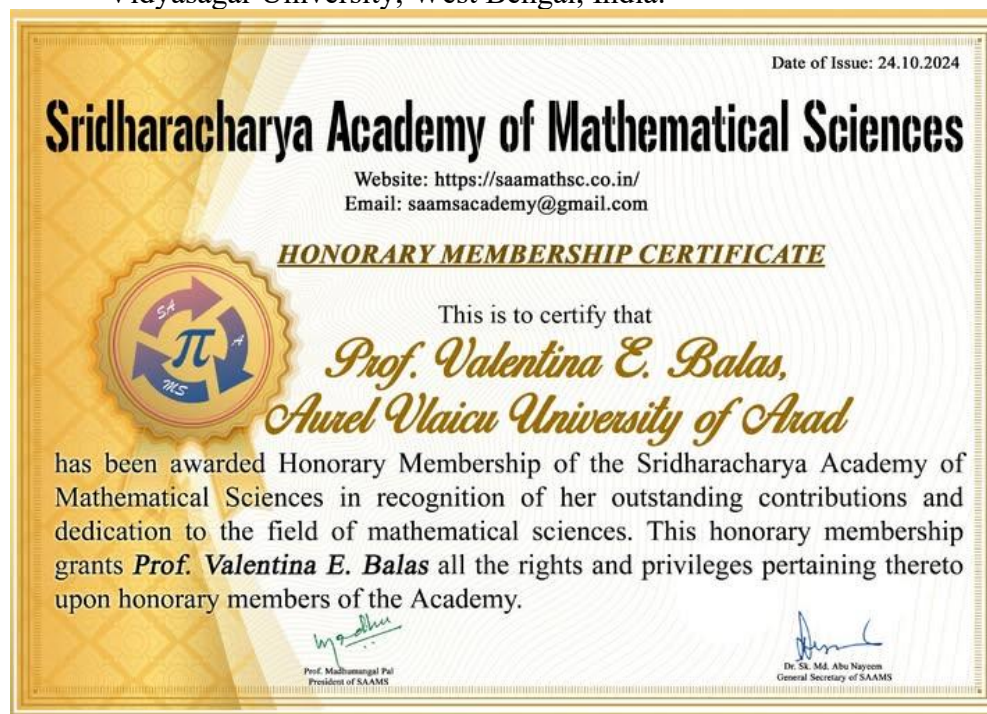 Vidyasagar University, West Bengal, India.
Date of Issue: 24.10.2024
Sridharacharya Academy of Mathematical Sciences
Website: https://saamathsc.co.in/
Email: saamsacademy@gmail.com
HONORARY MEMBERSHIP CERTIFICATE
This is to certify that
Prof. Valentina E. Balas,
Aurel Vlaicu University of Arad
SA
A
MS
π
has been awarded Honorary Membership of the Sridharacharya Academy of
Mathematical Sciences in recognition of her outstanding contributions and
dedication to the field of mathematical sciences. This honorary membership
grants Prof. Valentina E. Balas all the rights and privileges pertaining thereto
upon honorary members of the Academy.
Madhu
Prof. Madhumangal Pal
President of SAAMS
Dr. Sk. Md. Abu Nayeem
General Secretary of SAAMS